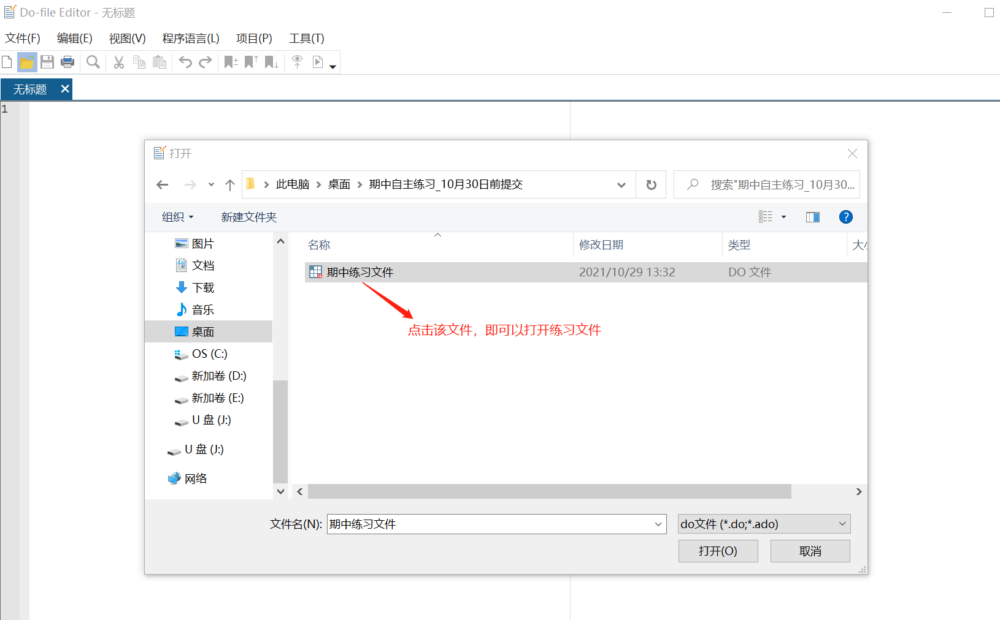 Do-file Editor - 无标题
文件(F) 编辑(E) 视图(V) 程序语言(L) 项目(P) 工具(T)
无标题
1
打开
此电脑 桌面 期中自主练习_10月30日前提交
搜索"期中自主练习_10月30...
组织 新建文件夹
名称 修改日期 类型 大小
期中练习文件 2021/10/29 13:32 DO 文件
点击该文件，即可以打开练习文件
图片
文档
下载
音乐
桌面
OS (C:)
新加卷 (D:)
新加卷 (E:)
U 盘 (J:)
U 盘 (J:)
网络
文件名(N): 期中练习文件 do文件 (*.do;*.ado)
打开(O) 取消